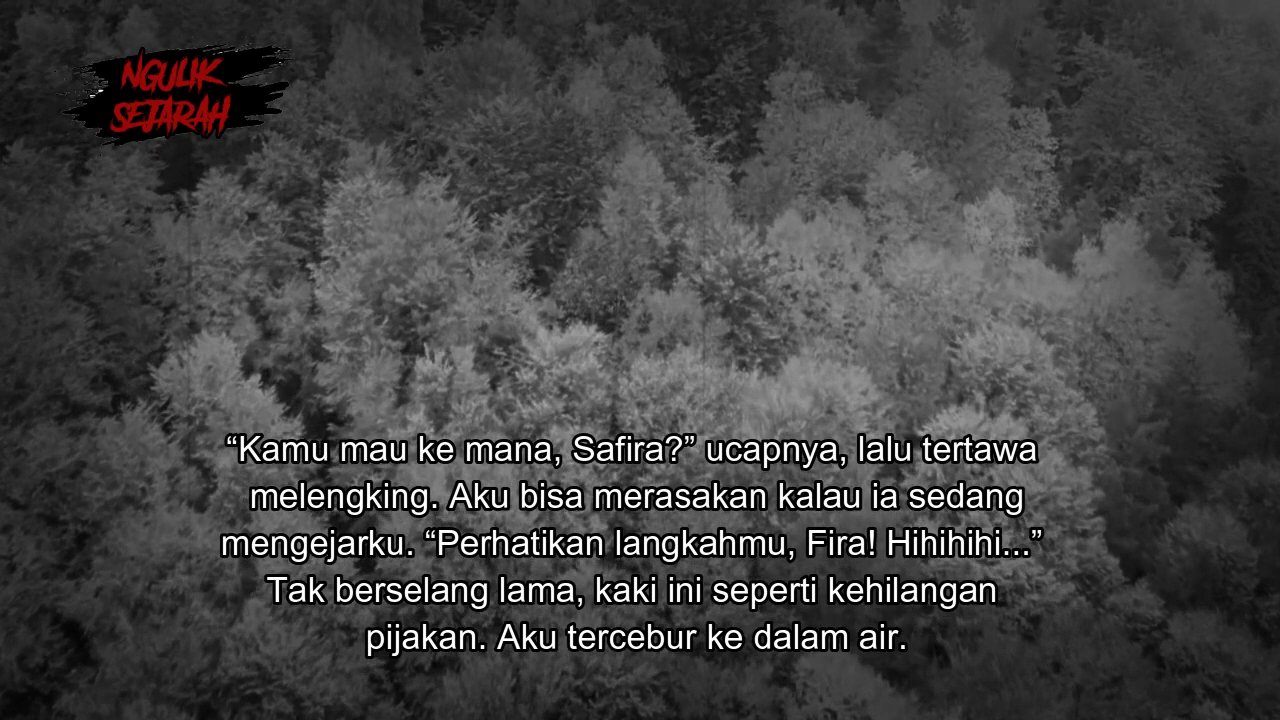 NGULIK
SEJARAH
“Kamu mau ke mana, Safira?” ucapnya, lalu tertawa
melengking. Aku bisa merasakan kalau ia sedang
mengejarku. “Perhatikan langkahmu, Fira! Hihihihi...”
Tak berselang lama, kaki ini seperti kehilangan
pijakan. Aku tercebur ke dalam air.